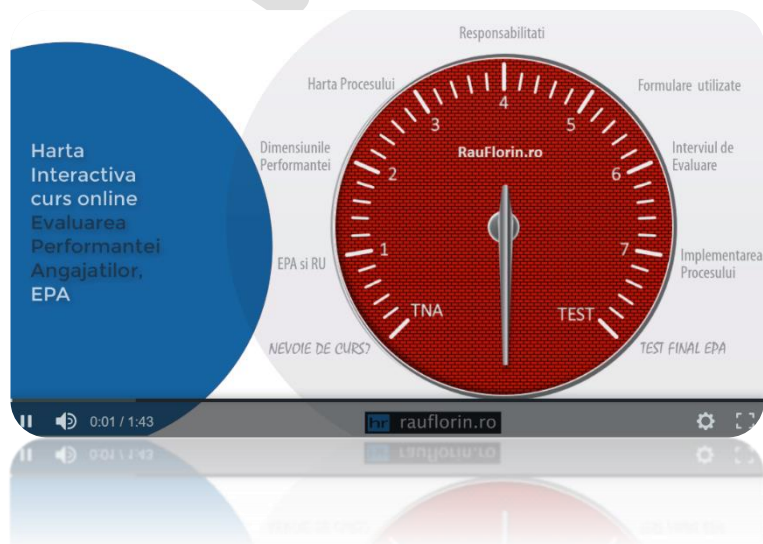 Harta
Interactiva
curs online
Evaluarea
Performantei
Angajatilor,
EPA
Responsabilitati
Harta Procesului
Formulare utilizate
Dimensiunile
Performantei
Interviul de
Evaluare
EPA si RU
Implementarea
Procesului
NEVOIE DE CURS?
TEST FINAL EPA
RauFlorin.ro
TNA
1
2
3
4
5
6
7
TEST
0:01 / 1:43
hr rauflorin.ro